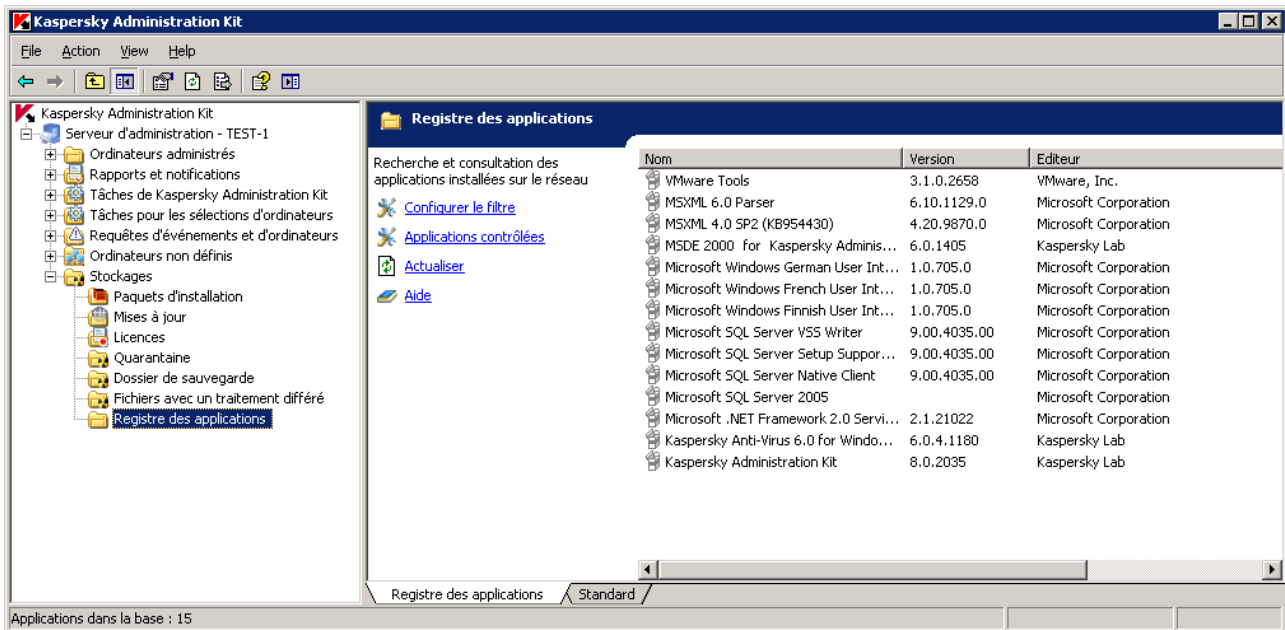 Kaspersky Administration Kit
File Action View Help
Kaspersky Administration Kit
Serveur d'administration - TEST-1
Ordinateurs administrés
Rapports et notifications
Tâches de Kaspersky Administration Kit
Tâches pour les sélections d'ordinateurs
Requêtes d'événements et d'ordinateurs
Ordinateurs non définis
Stockages
Paquets d'installation
Mises à jour
Licences
Quarantaine
Dossier de sauvegarde
Fichiers avec un traitement différé
Registre des applications
Registre des applications
Recherche et consultation des
applications installées sur le réseau
Configurer le filtre
Applications contrôlées
Actualiser
Aide
Nom Version Editeur
VMware Tools 3.1.0.2658 VMware, Inc.
MSXML 6.0 Parser 6.10.1129.0 Microsoft Corporation
MSXML 4.0 SP2 (KB954430) 4.20.9870.0 Microsoft Corporation
MSDE 2000 for Kaspersky Adminis... 6.0.1405 Kaspersky Lab
Microsoft Windows German User Int... 1.0.705.0 Microsoft Corporation
Microsoft Windows French User Int... 1.0.705.0 Microsoft Corporation
Microsoft Windows Finnish User Int... 1.0.705.0 Microsoft Corporation
Microsoft SQL Server VSS Writer 9.00.4035.00 Microsoft Corporation
Microsoft SQL Server Setup Suppor... 9.00.4035.00 Microsoft Corporation
Microsoft SQL Server Native Client 9.00.4035.00 Microsoft Corporation
Microsoft SQL Server 2005 Microsoft Corporation
Microsoft .NET Framework 2.0 Servi... 2.1.21022 Microsoft Corporation
Kaspersky Anti-Virus 6.0 for Windo... 6.0.4.1180 Kaspersky Lab
Kaspersky Administration Kit 8.0.2035 Kaspersky Lab
Registre des applications Standard
Applications dans la base : 15